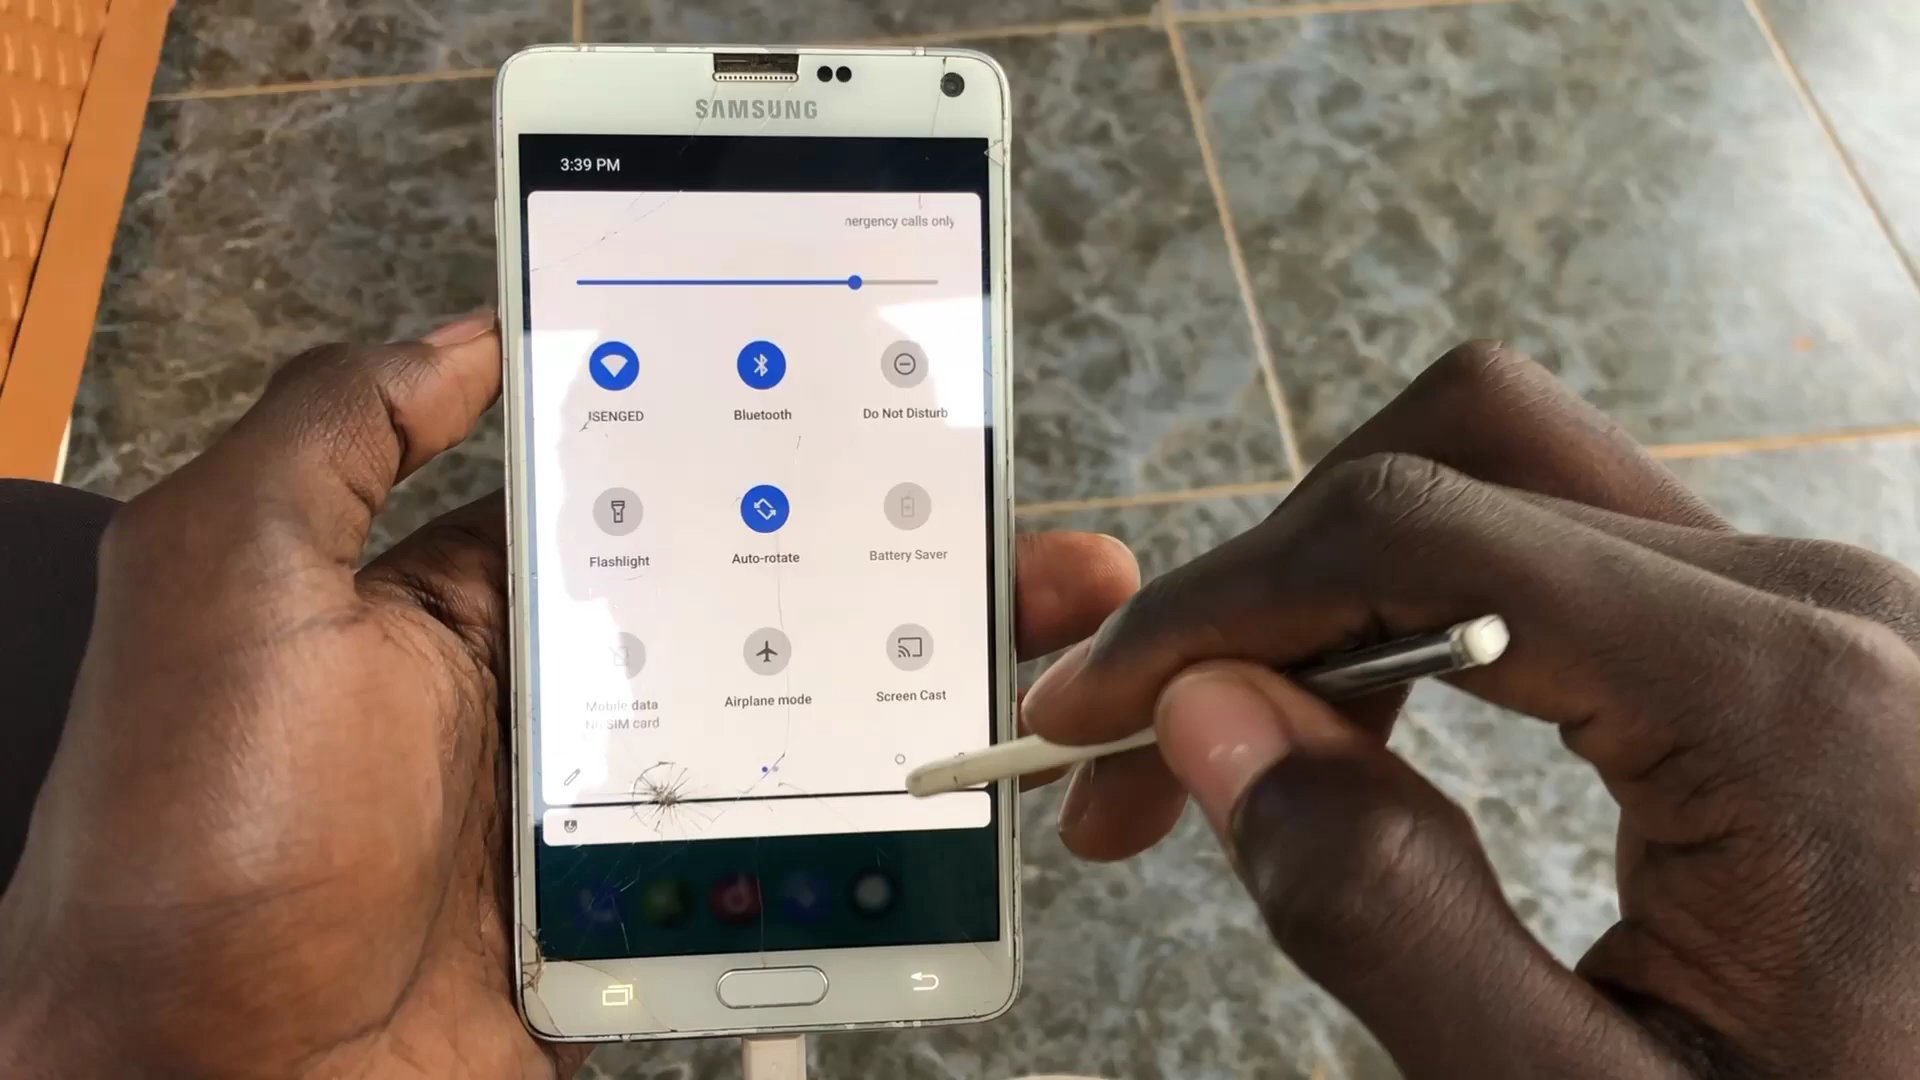 SAMSUNG
3:39 PM
nergency calls only
ISENGED
Bluetooth
Do Not Disturb
Flashlight
Auto-rotate
Battery Saver
Mobile data
No SIM card
Airplane mode
Screen Cast